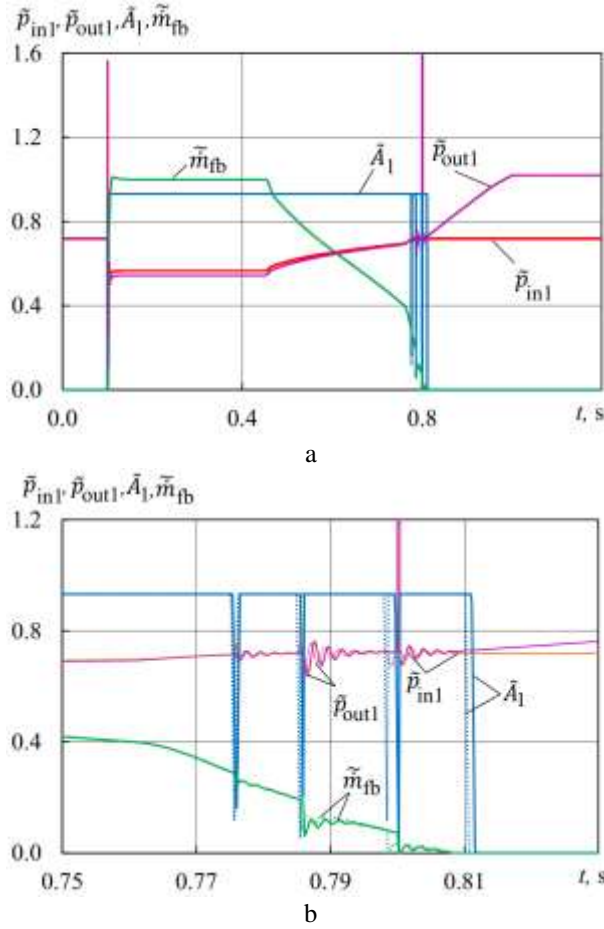 p̃in1, p̃out1, Ã1, ṁ̃fb
1.6
1.2
0.8
0.4
0.0
ṁ̃fb
Ã1
p̃out1
p̃in1
0.0
0.4
0.8
t, s
a
p̃in1, p̃out1, Ã1, ṁ̃fb
1.2
0.8
0.4
0.0
p̃out1
p̃in1
Ã1
ṁ̃fb
0.75
0.77
0.79
0.81
t, s
b